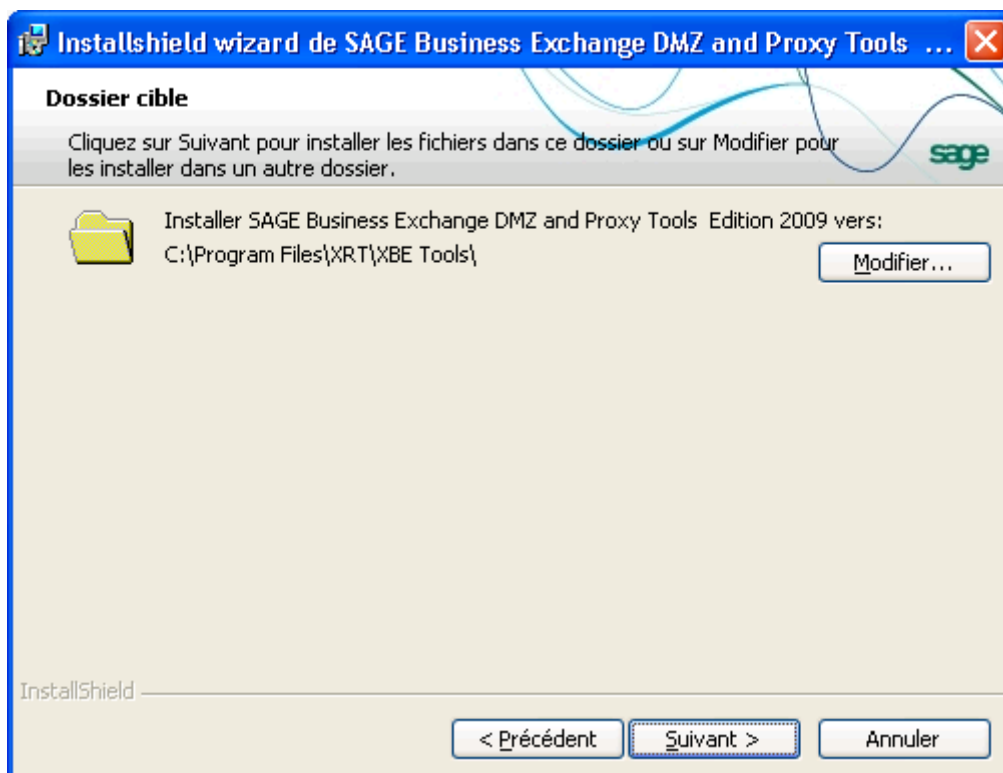 Installshield wizard de SAGE Business Exchange DMZ and Proxy Tools ...
Dossier cible
Cliquez sur Suivant pour installer les fichiers dans ce dossier ou sur Modifier pour
les installer dans un autre dossier.
sage
Installer SAGE Business Exchange DMZ and Proxy Tools  Edition 2009 vers:
C:\Program Files\XRT\XBE Tools\
Modifier...
InstallShield
< Précédent
Suivant >
Annuler